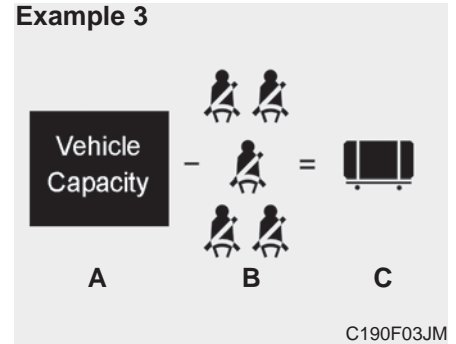 Example 3
Vehicle
Capacity
- =
A B C
C190F03JM